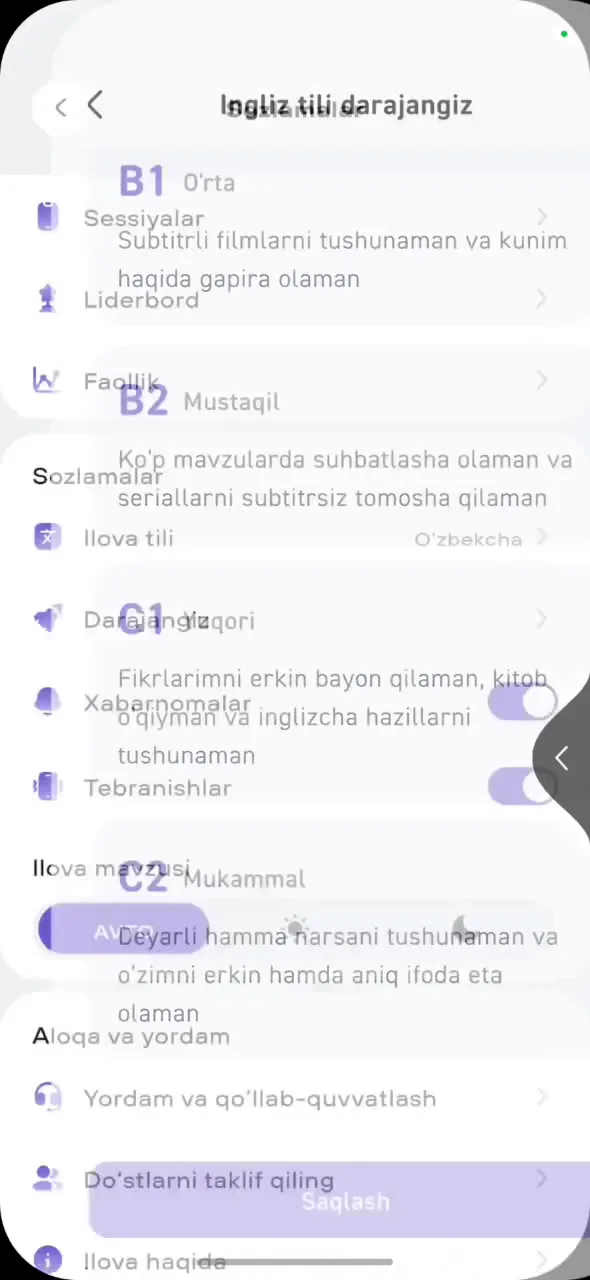 Ingliz tili darajangiz
Sozlamalar
B1 O'rta
Sessiyalar
Subtitrli filmlarni tushunaman va kunim
haqida gapira olaman
Liderbord
Faollik
B2 Mustaqil
Ko'p mavzularda suhbatlasha olaman va
seriallarni subtitrsiz tomosha qilaman
Sozlamalar
Ilova tili
O'zbekcha
C1 Yuqori
Darajangiz
Fikrlarimni erkin bayon qilaman, kitob
o'qiyman va inglizcha hazillarni
tushunaman
Xabarnomalar
Tebranishlar
Ilova mavzusi
C2 Mukammal
AVTO
Deyarli hamma narsani tushunaman va
o'zimni erkin hamda aniq ifoda eta
olaman
Aloqa va yordam
Yordam va qo'llab-quvvatlash
Do'stlarni taklif qiling
Saqlash
Ilova haqida